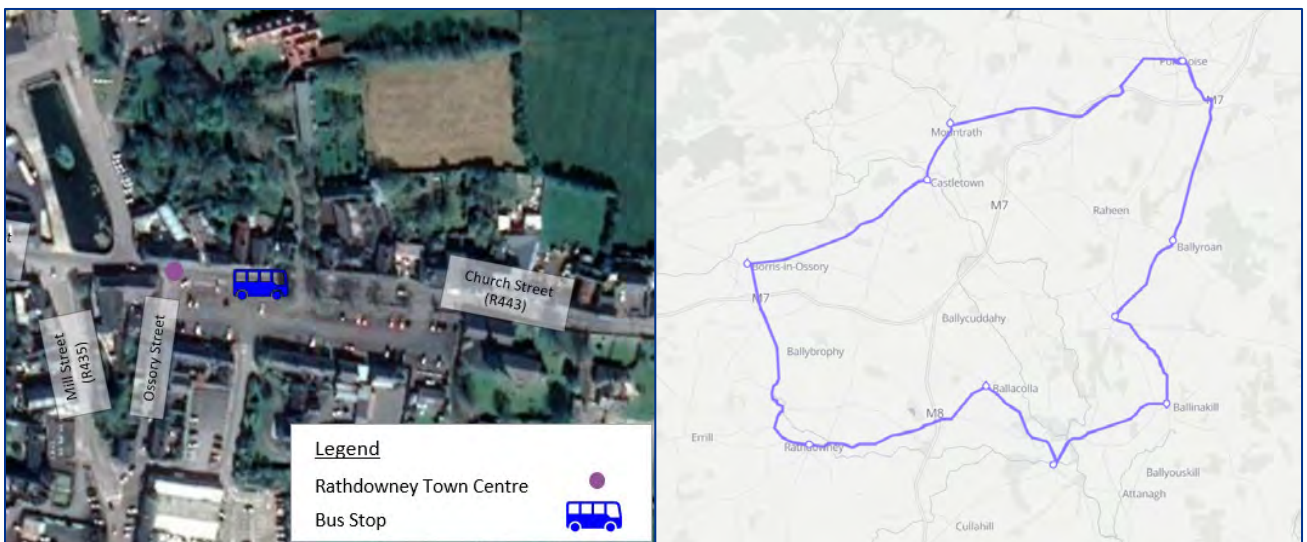 Church Street
(R443)
Mill Street
(R435)
Ossory Street
Legend
Rathdowney Town Centre
Bus Stop
M7
Mountrath
Castletown
M7
Raheen
Ballyroan
Borris-in-Ossory
M7
Ballycuddahy
Ballybrophy
Ballacolla
Ballinakill
M8
Errill
Rathdowney
Ballyouskill
Attanagh
Cullahill